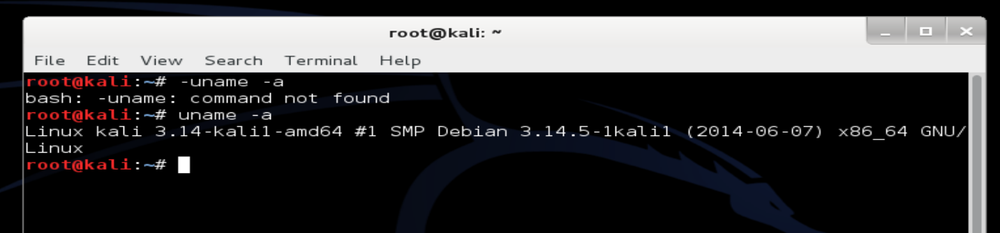 root@kali: ~
File Edit View Search Terminal Help
root@kali:~# -uname -a
bash: -uname: command not found
root@kali:~# uname -a
Linux kali 3.14-kali1-amd64 #1 SMP Debian 3.14.5-1kali1 (2014-06-07) x86_64 GNU/
Linux
root@kali:~#